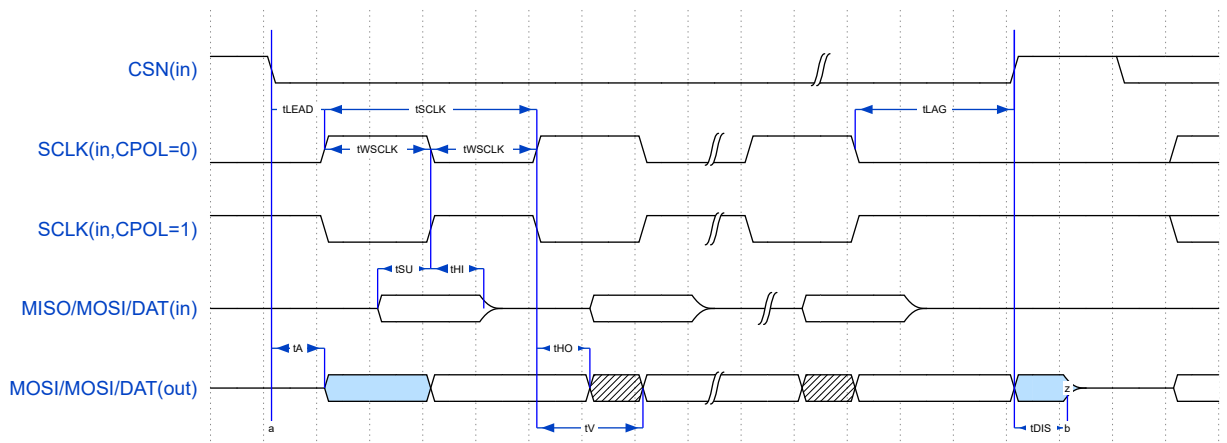 CSN(in)
tLEAD tSCLK tLAG
SCLK(in,CPOL=0) tWSCLK tWSCLK
SCLK(in,CPOL=1)
tSU tHI
MISO/MOSI/DAT(in)
tA tHO
MOSI/MOSI/DAT(out) z
a tV tDIS b